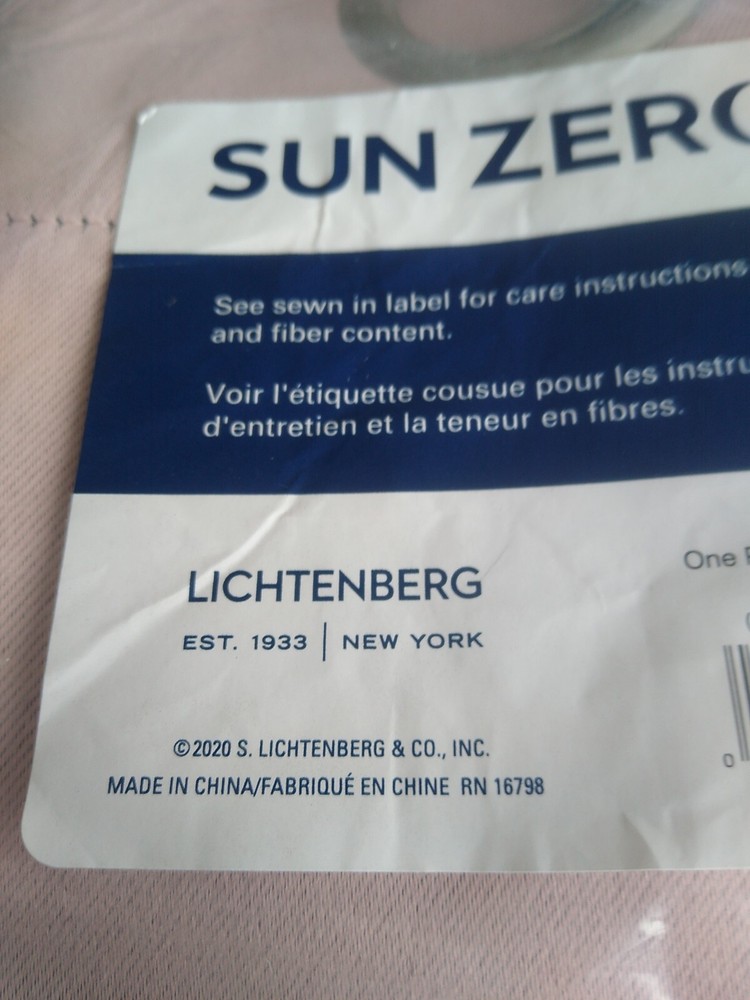 SUN ZERO
See sewn in label for care instructions
and fiber content.
Voir l'étiquette cousue pour les
d'entretien et la teneur en fibres.
LICHTENBERG
EST. 1933 | NEW YORK
One
0
©2020 S. LICHTENBERG & CO., INC.
MADE IN CHINA/FABRIQUÉ EN CHINE RN 16798